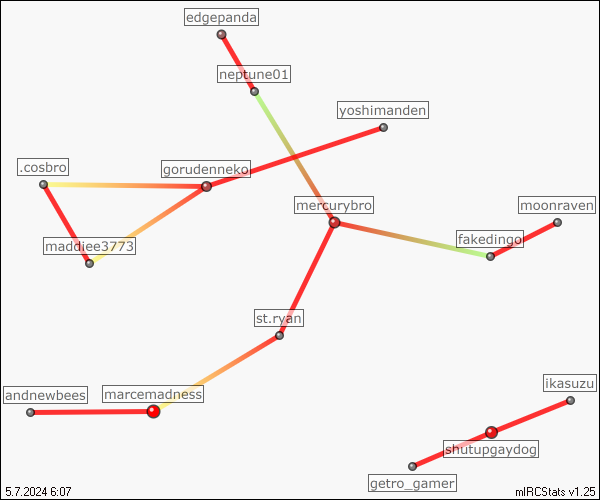 edgepanda
neptune01
yoshimanden
.cosbro
gorudenneko
mercurybro
moonraven
fakedingo
maddiee3773
st.ryan
ikasuzu
andnewbees
marcemadness
shutupgaydog
getro_gamer
5.7.2024 6:07
mIRCStats v1.25